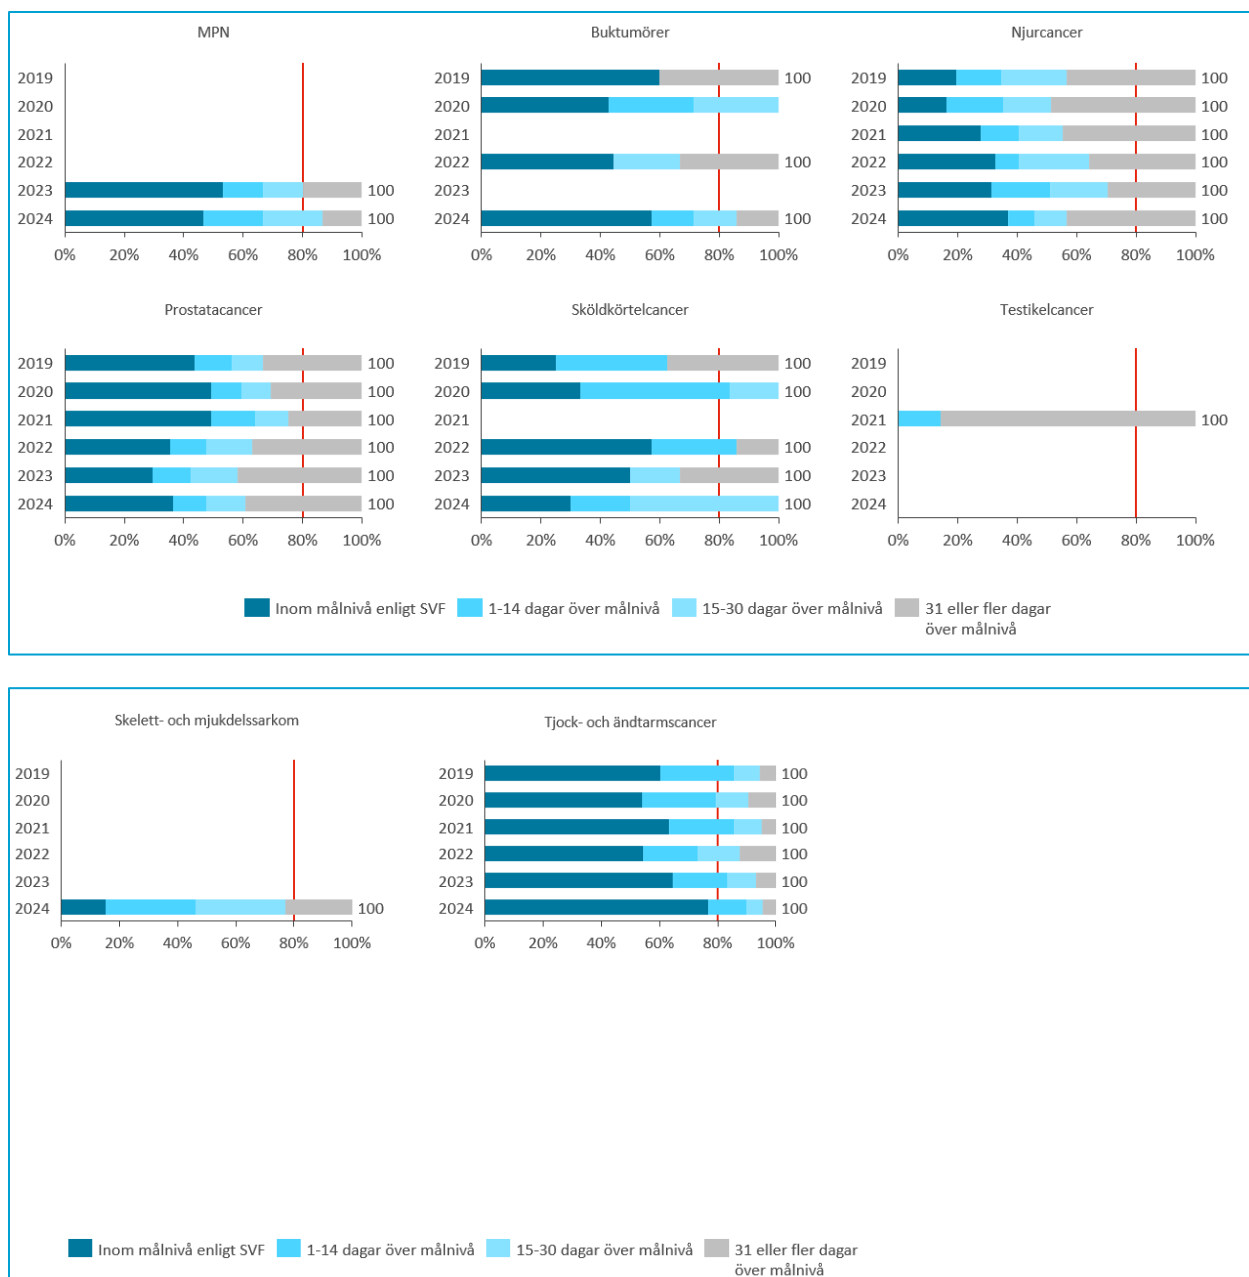 MPN
2019
2020
2021
2022
2023 100
2024 100
0% 20% 40% 60% 80% 100%
Buktumörer
2019 100
2020
2021
2022 100
2023
2024 100
0% 20% 40% 60% 80% 100%
Njurcancer
2019 100
2020 100
2021 100
2022 100
2023 100
2024 100
0% 20% 40% 60% 80% 100%
Prostatacancer
2019 100
2020 100
2021 100
2022 100
2023 100
2024 100
0% 20% 40% 60% 80% 100%
Sköldkörtelcancer
2019 100
2020 100
2021
2022 100
2023 100
2024 100
0% 20% 40% 60% 80% 100%
Testikelcancer
2019
2020
2021 100
2022
2023
2024
0% 20% 40% 60% 80% 100%
Inom målnivå enligt SVF
1-14 dagar över målnivå
15-30 dagar över målnivå
31 eller fler dagar
över målnivå
Skelett- och mjukdelssarkom
2019
2020
2021
2022
2023
2024 100
0% 20% 40% 60% 80% 100%
Tjock- och ändtarmscancer
2019 100
2020 100
2021 100
2022 100
2023 100
2024 100
0% 20% 40% 60% 80% 100%
Inom målnivå enligt SVF
1-14 dagar över målnivå
15-30 dagar över målnivå
31 eller fler dagar
över målnivå